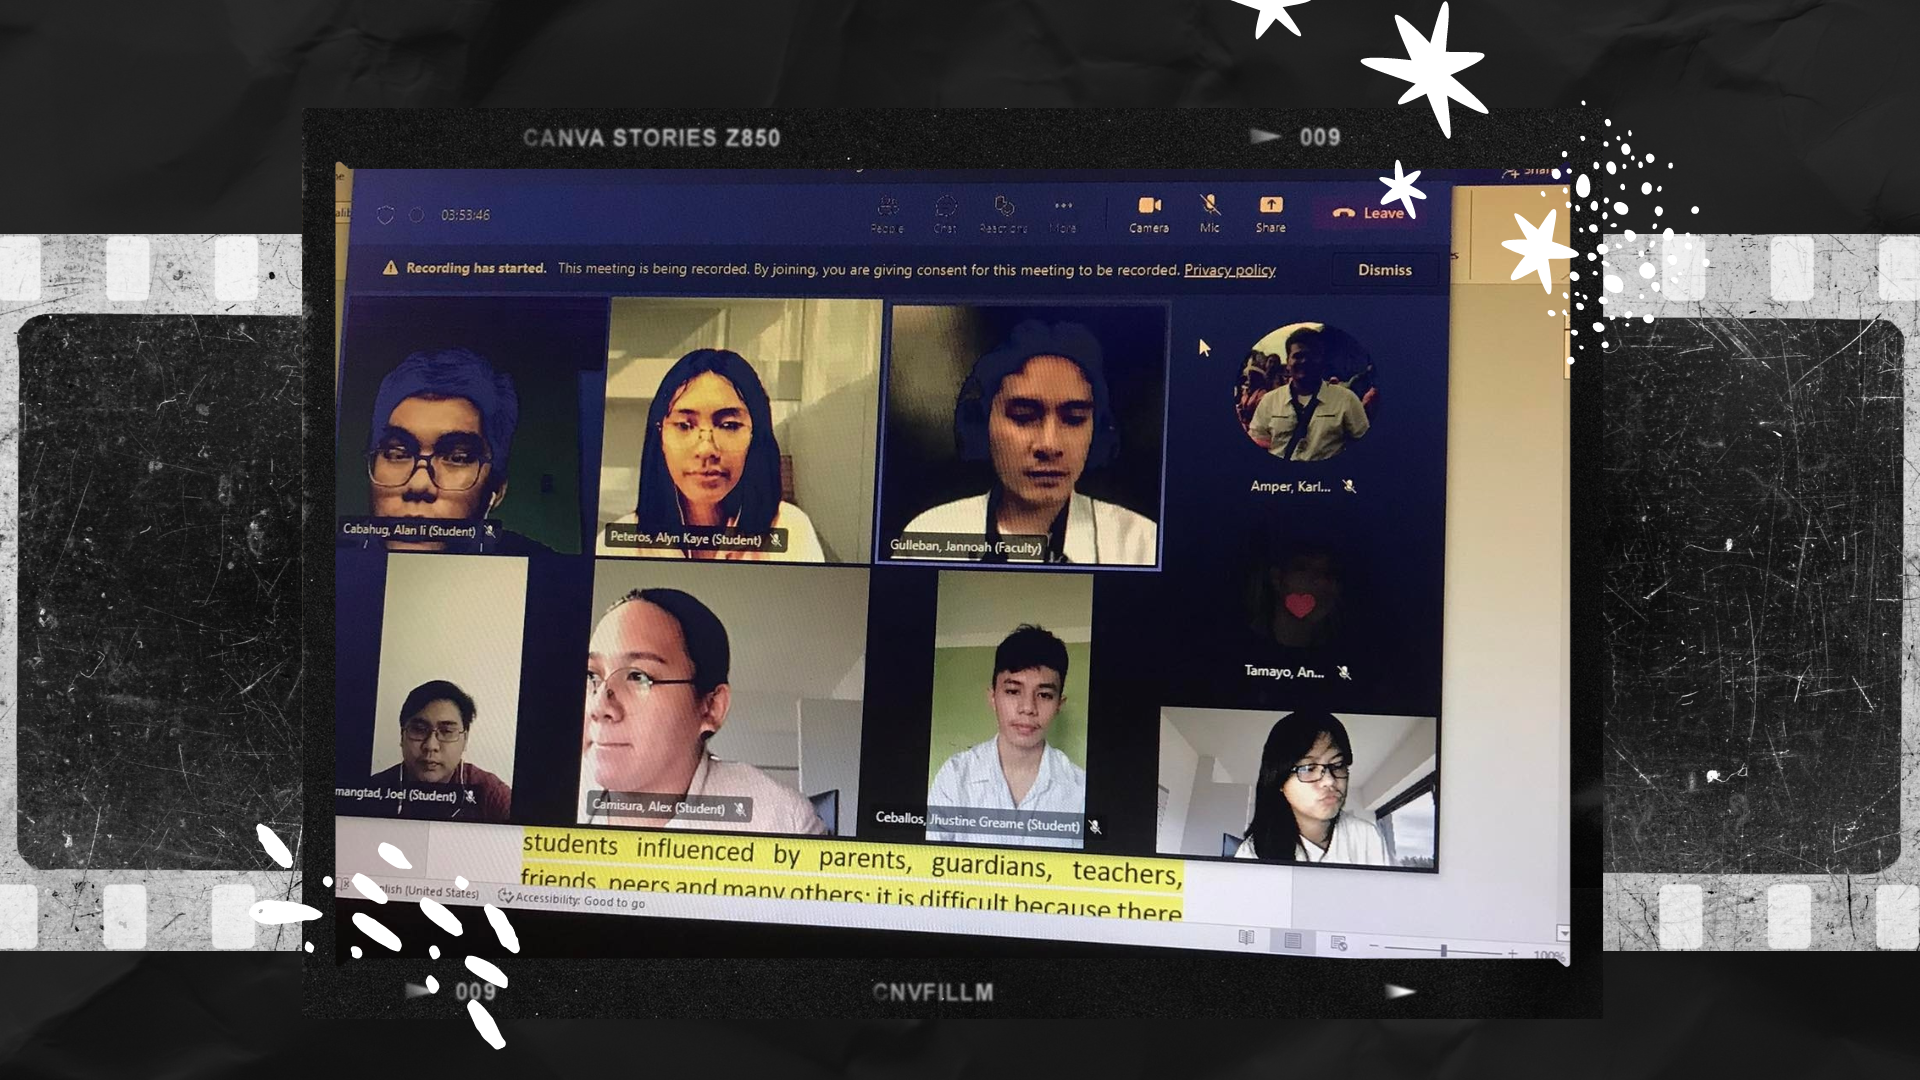 CANVA STORIES Z850
009
03:53:46
People
Chat
Reactions
More
Camera
Mic
Share
Leave
Recording has started. This meeting is being recorded. By joining, you are giving consent for this meeting to be recorded. Privacy policy
Dismiss
Cabahug, Alan Ii (Student)
Peteros, Alyn Kaye (Student)
Gulleban, Jannoah (Faculty)
Amper, Karl...
Tamayo, An...
mangtad, Joel (Student)
Camisura, Alex (Student)
Ceballos, Jhustine Greame (Student)
students influenced by parents, guardians, teachers,
friends, peers and many others; it is difficult because there
(United States)
Accessibility: Good to go
100%
009
CNVFILLM